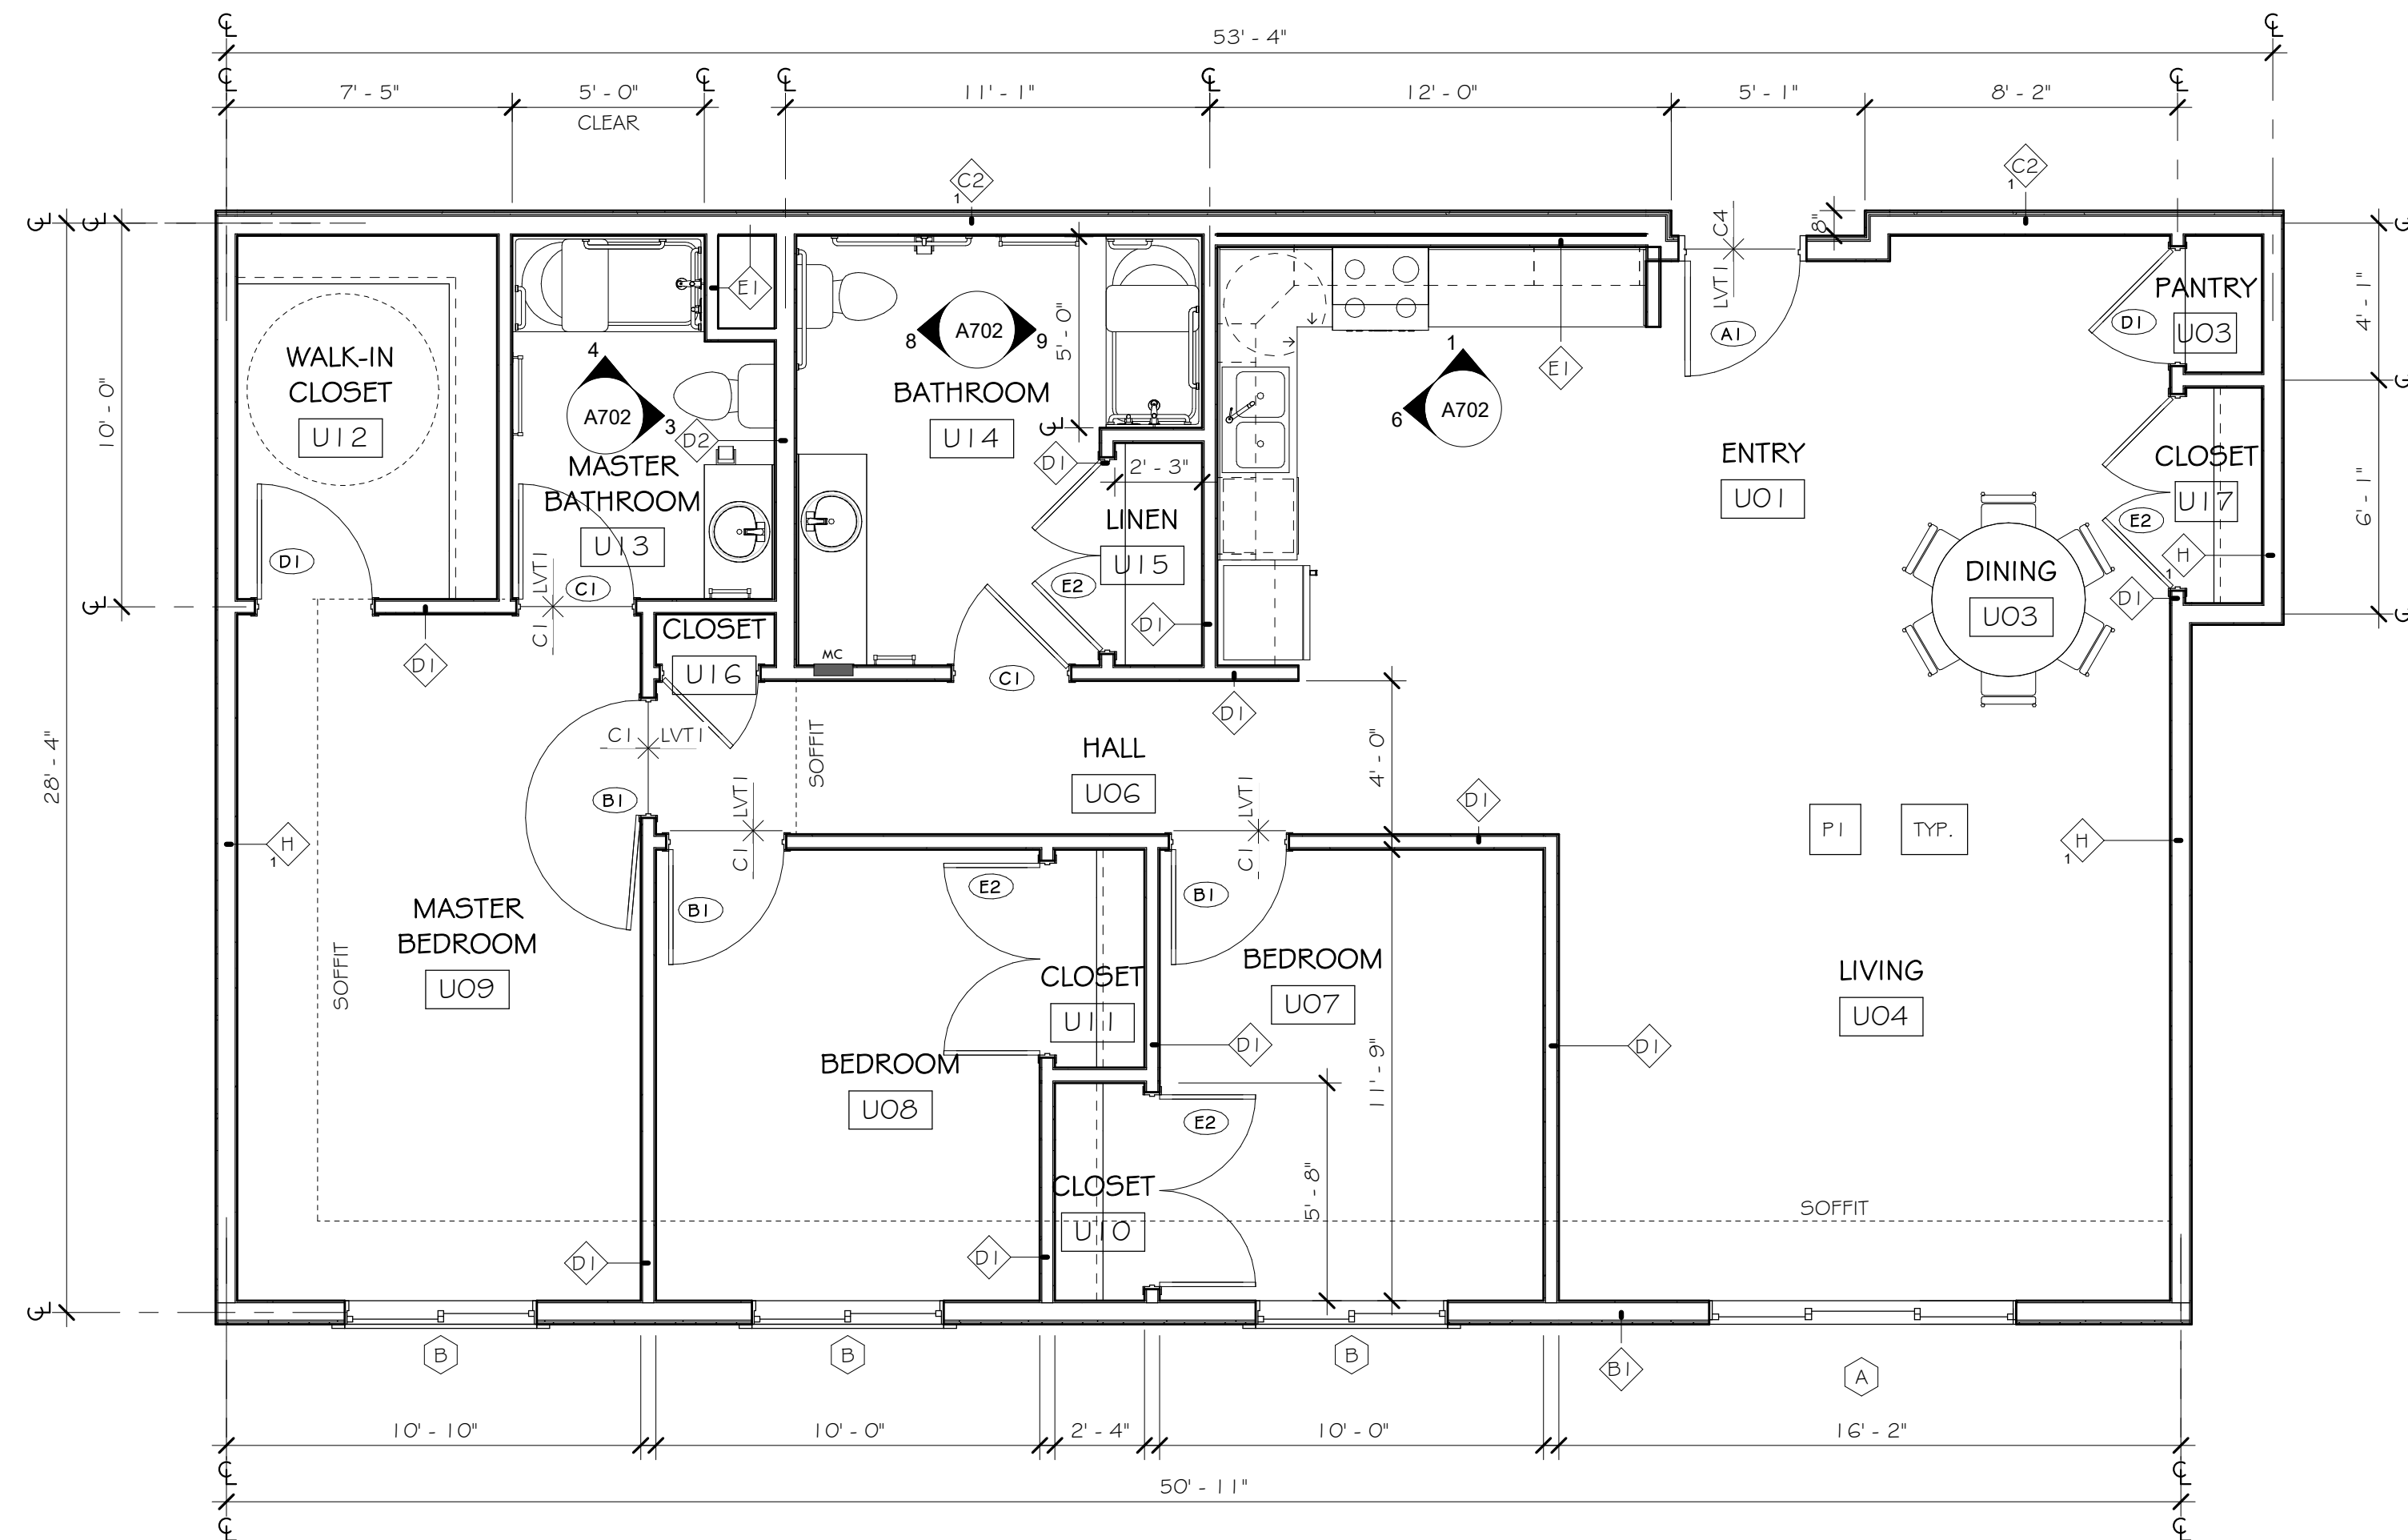 53' - 4"
7' - 5"
5' - 0"
CLEAR
11' - 1"
12' - 0"
5' - 1"
8' - 2"
C2
1
C2
1
8"
C4
LVT1
A1
E1
WALK-IN
CLOSET
U12
4
A702
3
D2
MASTER
BATHROOM
U13
8
A702
9
5' - 0"
BATHROOM
U14
D1
2' - 3"
LINEN
U15
E2
D1
1
A702
6
E1
ENTRY
U01
PANTRY
U03
D1
4' - 1"
CLOSET
U17
E2
H
1
D1
6' - 1"
DINING
U03
10' - 0"
D1
LVT1
C1
C1
D1
CLOSET
U16
MC
C1
D1
28' - 4"
C1
LVT1
B1
SOFFIT
HALL
U06
4' - 0"
LVT1
C1
LVT1
C1
D1
P1
TYP.
H
1
H
1
MASTER
BEDROOM
U09
SOFFIT
B1
E2
CLOSET
U11
B1
BEDROOM
U07
D1
11' - 9"
D1
LIVING
U04
BEDROOM
U08
E2
CLOSET
U10
5' - 8"
SOFFIT
D1
D1
B
B
B
B1
A
10' - 10"
10' - 0"
2' - 4"
10' - 0"
16' - 2"
50' - 11"